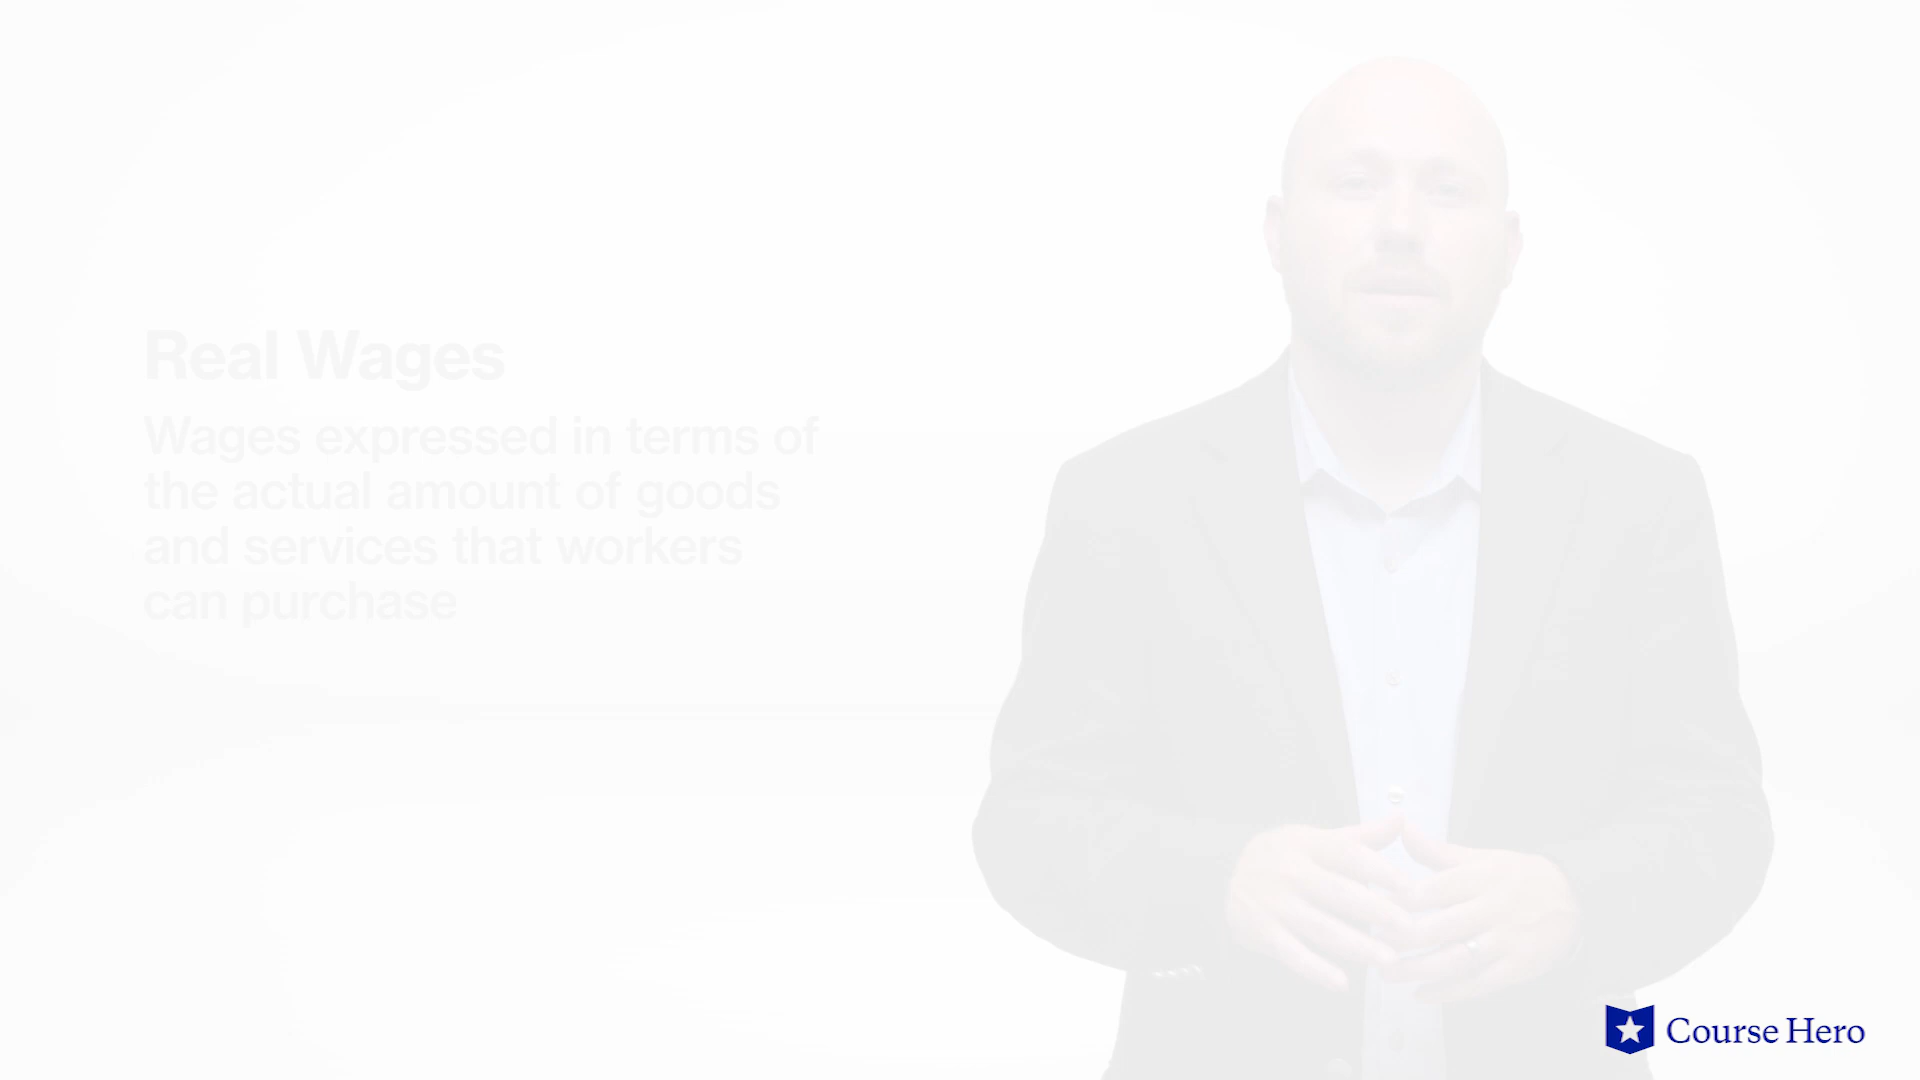 Real Wages
Wages expressed in terms of
the actual amount of goods
and services that workers
can purchase
Course Hero